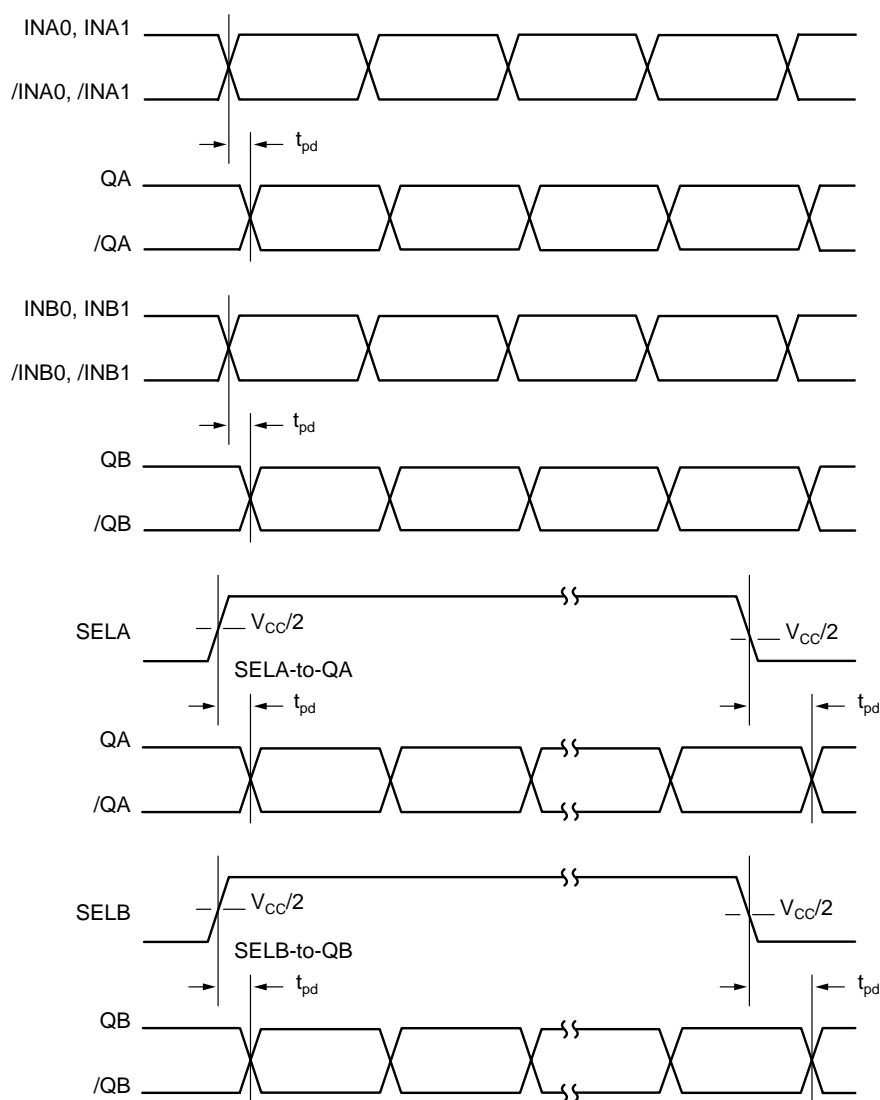 INA0, INA1
/INA0, /INA1
tpd
QA
/QA
INB0, INB1
/INB0, /INB1
tpd
QB
/QB
SELA
VCC/2
VCC/2
SELA-to-QA
tpd
tpd
QA
/QA
SELB
VCC/2
VCC/2
SELB-to-QB
tpd
tpd
QB
/QB